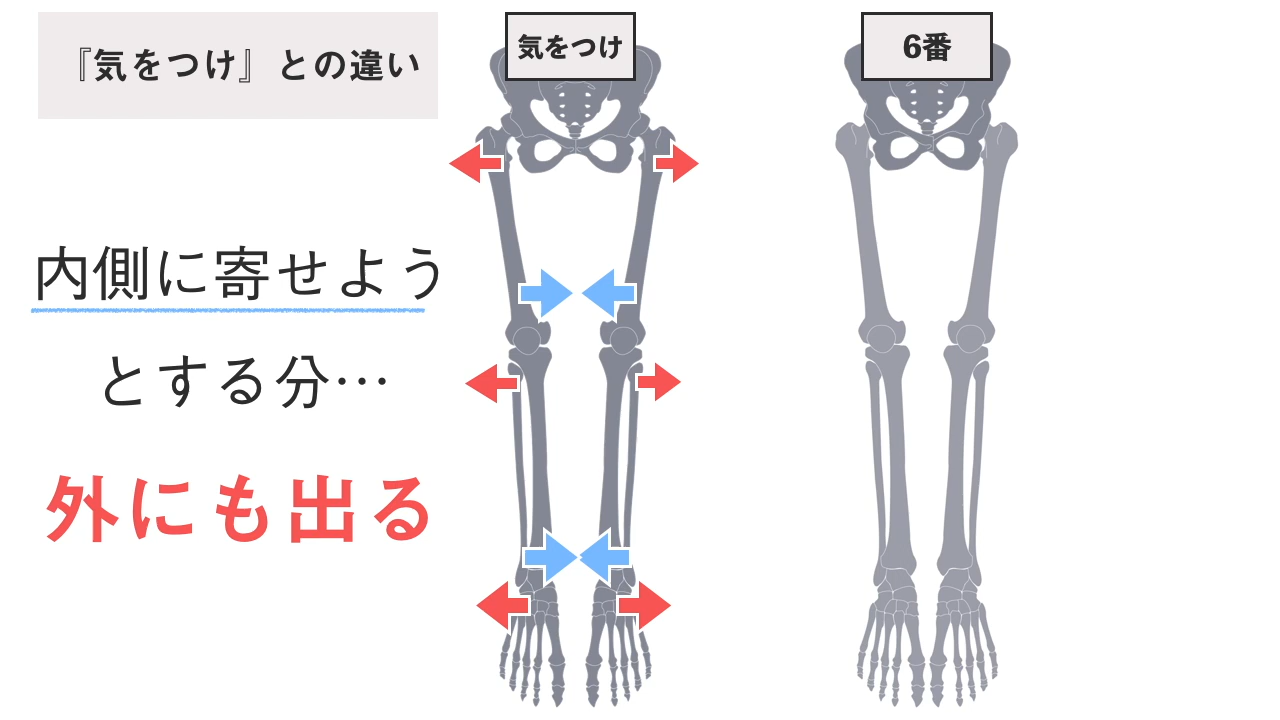 『気をつけ』との違い
気をつけ
6番
内側に寄せよう
とする分…
外にも出る